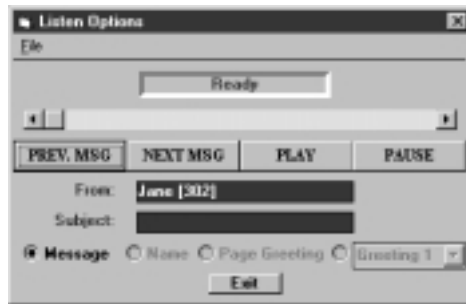 Listen Options
File
Ready
PREV. MSG NEXT MSG PLAY PAUSE
From: Jane [302]
Subject:
Message Name Page Greeting Greeting 1
Exit